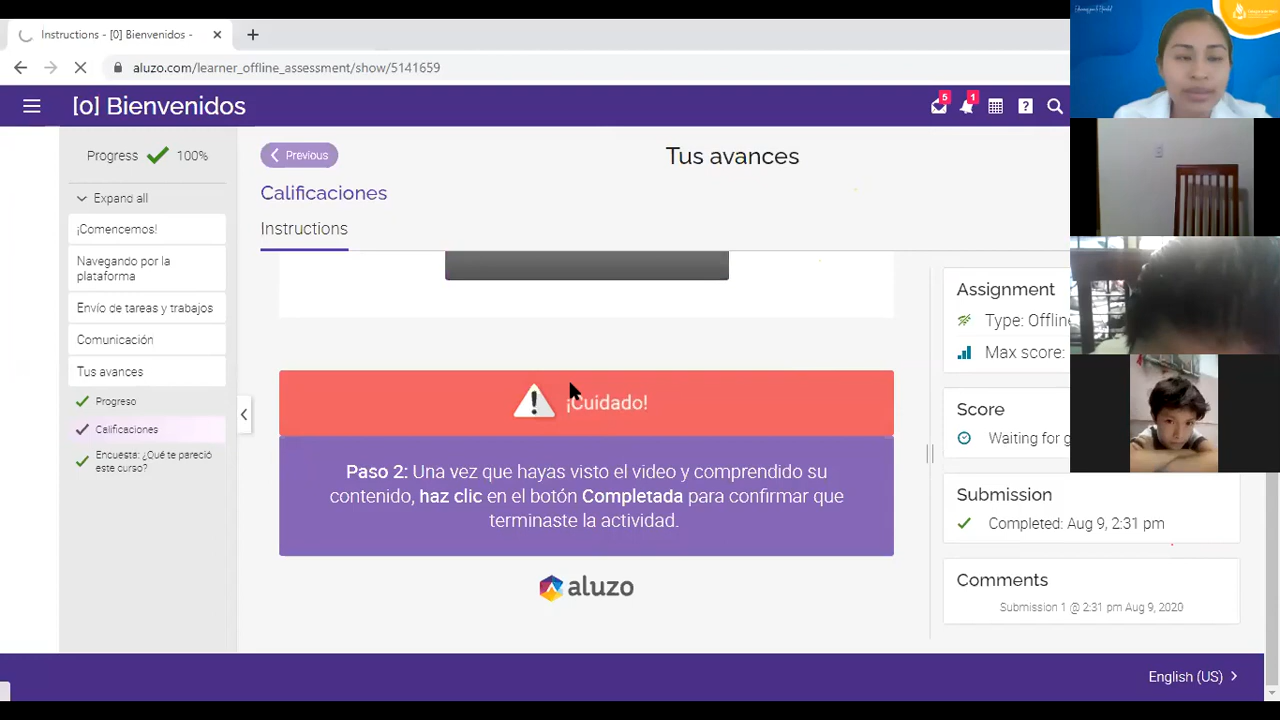 Instructions - [0] Bienvenidos -
aluzo.com/learner_offline_assessment/show/5141659
[0] Bienvenidos
5
1
Progress 100%
Expand all
¡Comencemos!
Navegando por la
plataforma
Envío de tareas y trabajos
Comunicación
Tus avances
Progreso
Calificaciones
Encuesta: ¿Qué te pareció
este curso?
Previous
Tus avances
Calificaciones
Instructions
¡Cuidado!
Paso 2: Una vez que hayas visto el video y comprendido su
contenido, haz clic en el botón Completada para confirmar que
terminaste la actividad.
aluzo
Assignment
Type: Offlin
Max score:
Score
Waiting for g
Submission
Completed: Aug 9, 2:31 pm
Comments
Submission 1 @ 2:31 pm Aug 9, 2020
English (US)